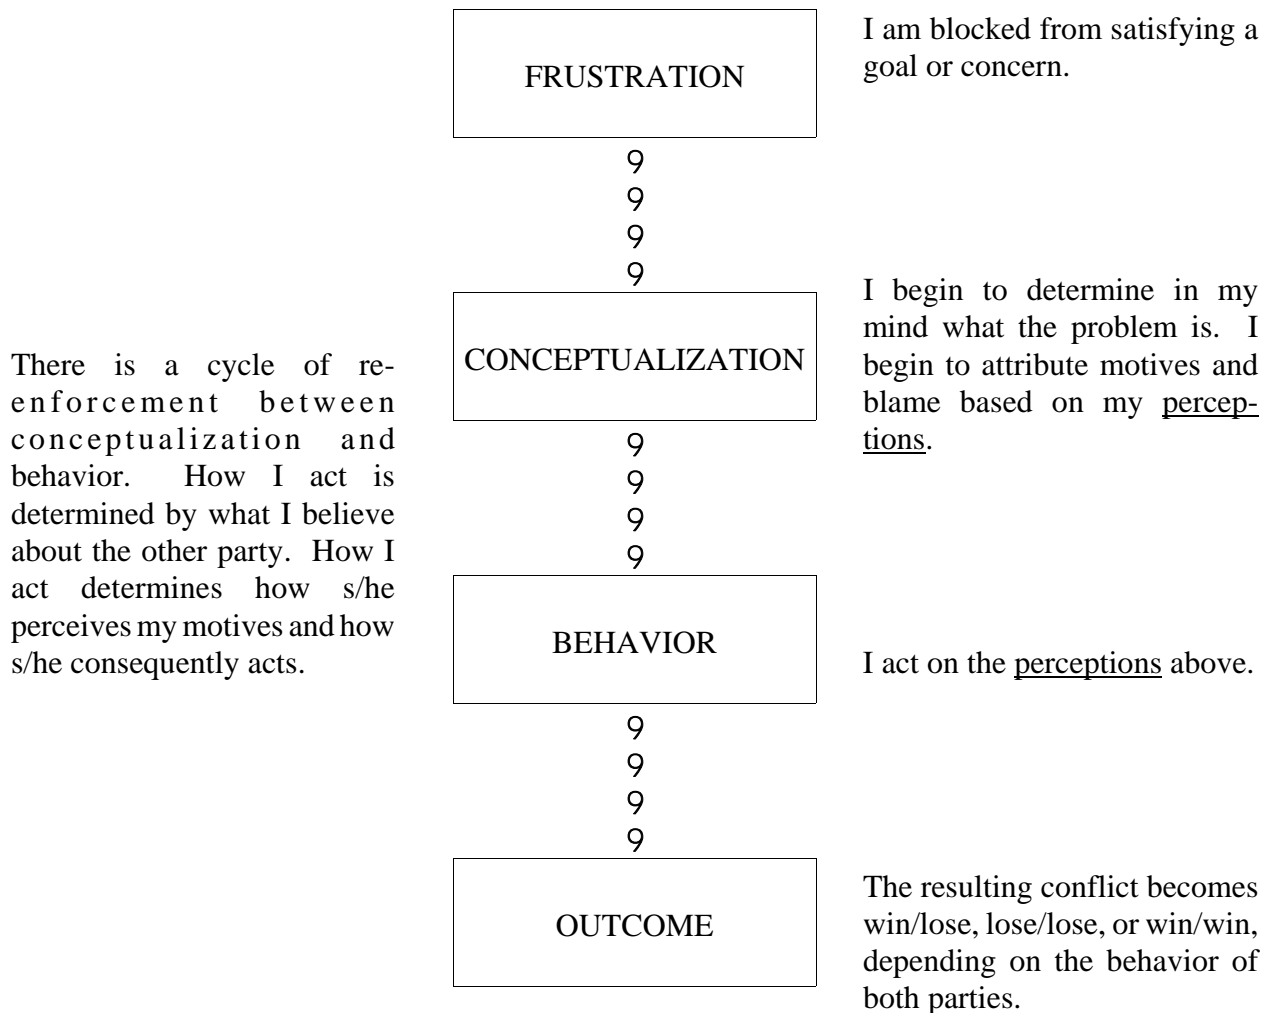 FRUSTRATION
I am blocked from satisfying a
goal or concern.
9
9
9
9
CONCEPTUALIZATION
I begin to determine in my
mind what the problem is. I
begin to attribute motives and
blame based on my percep-
tions.
There is a cycle of re-
enforcement between
conceptualization and
behavior. How I act is
determined by what I believe
about the other party. How I
act determines how s/he
perceives my motives and how
s/he consequently acts.
9
9
9
9
BEHAVIOR
I act on the perceptions above.
9
9
9
9
OUTCOME
The resulting conflict becomes
win/lose, lose/lose, or win/win,
depending on the behavior of
both parties.